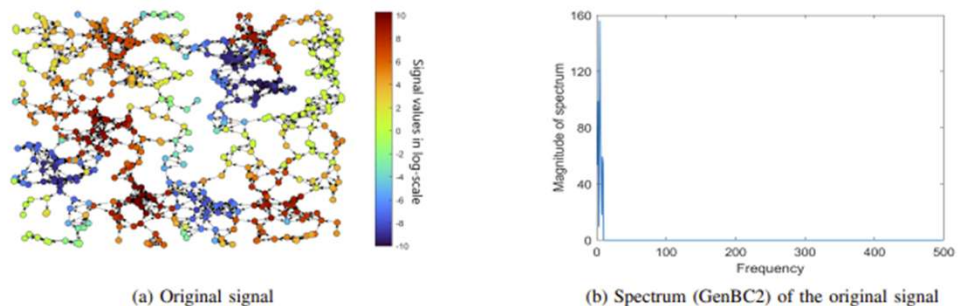 10
8
6
4
2
0
-2
-4
-6
-8
-10
Signal values in log-scale
(a) Original signal
160
120
80
40
0
Magnitude of spectrum
0 100 200 300 400 500
Frequency
(b) Spectrum (GenBC2) of the original signal